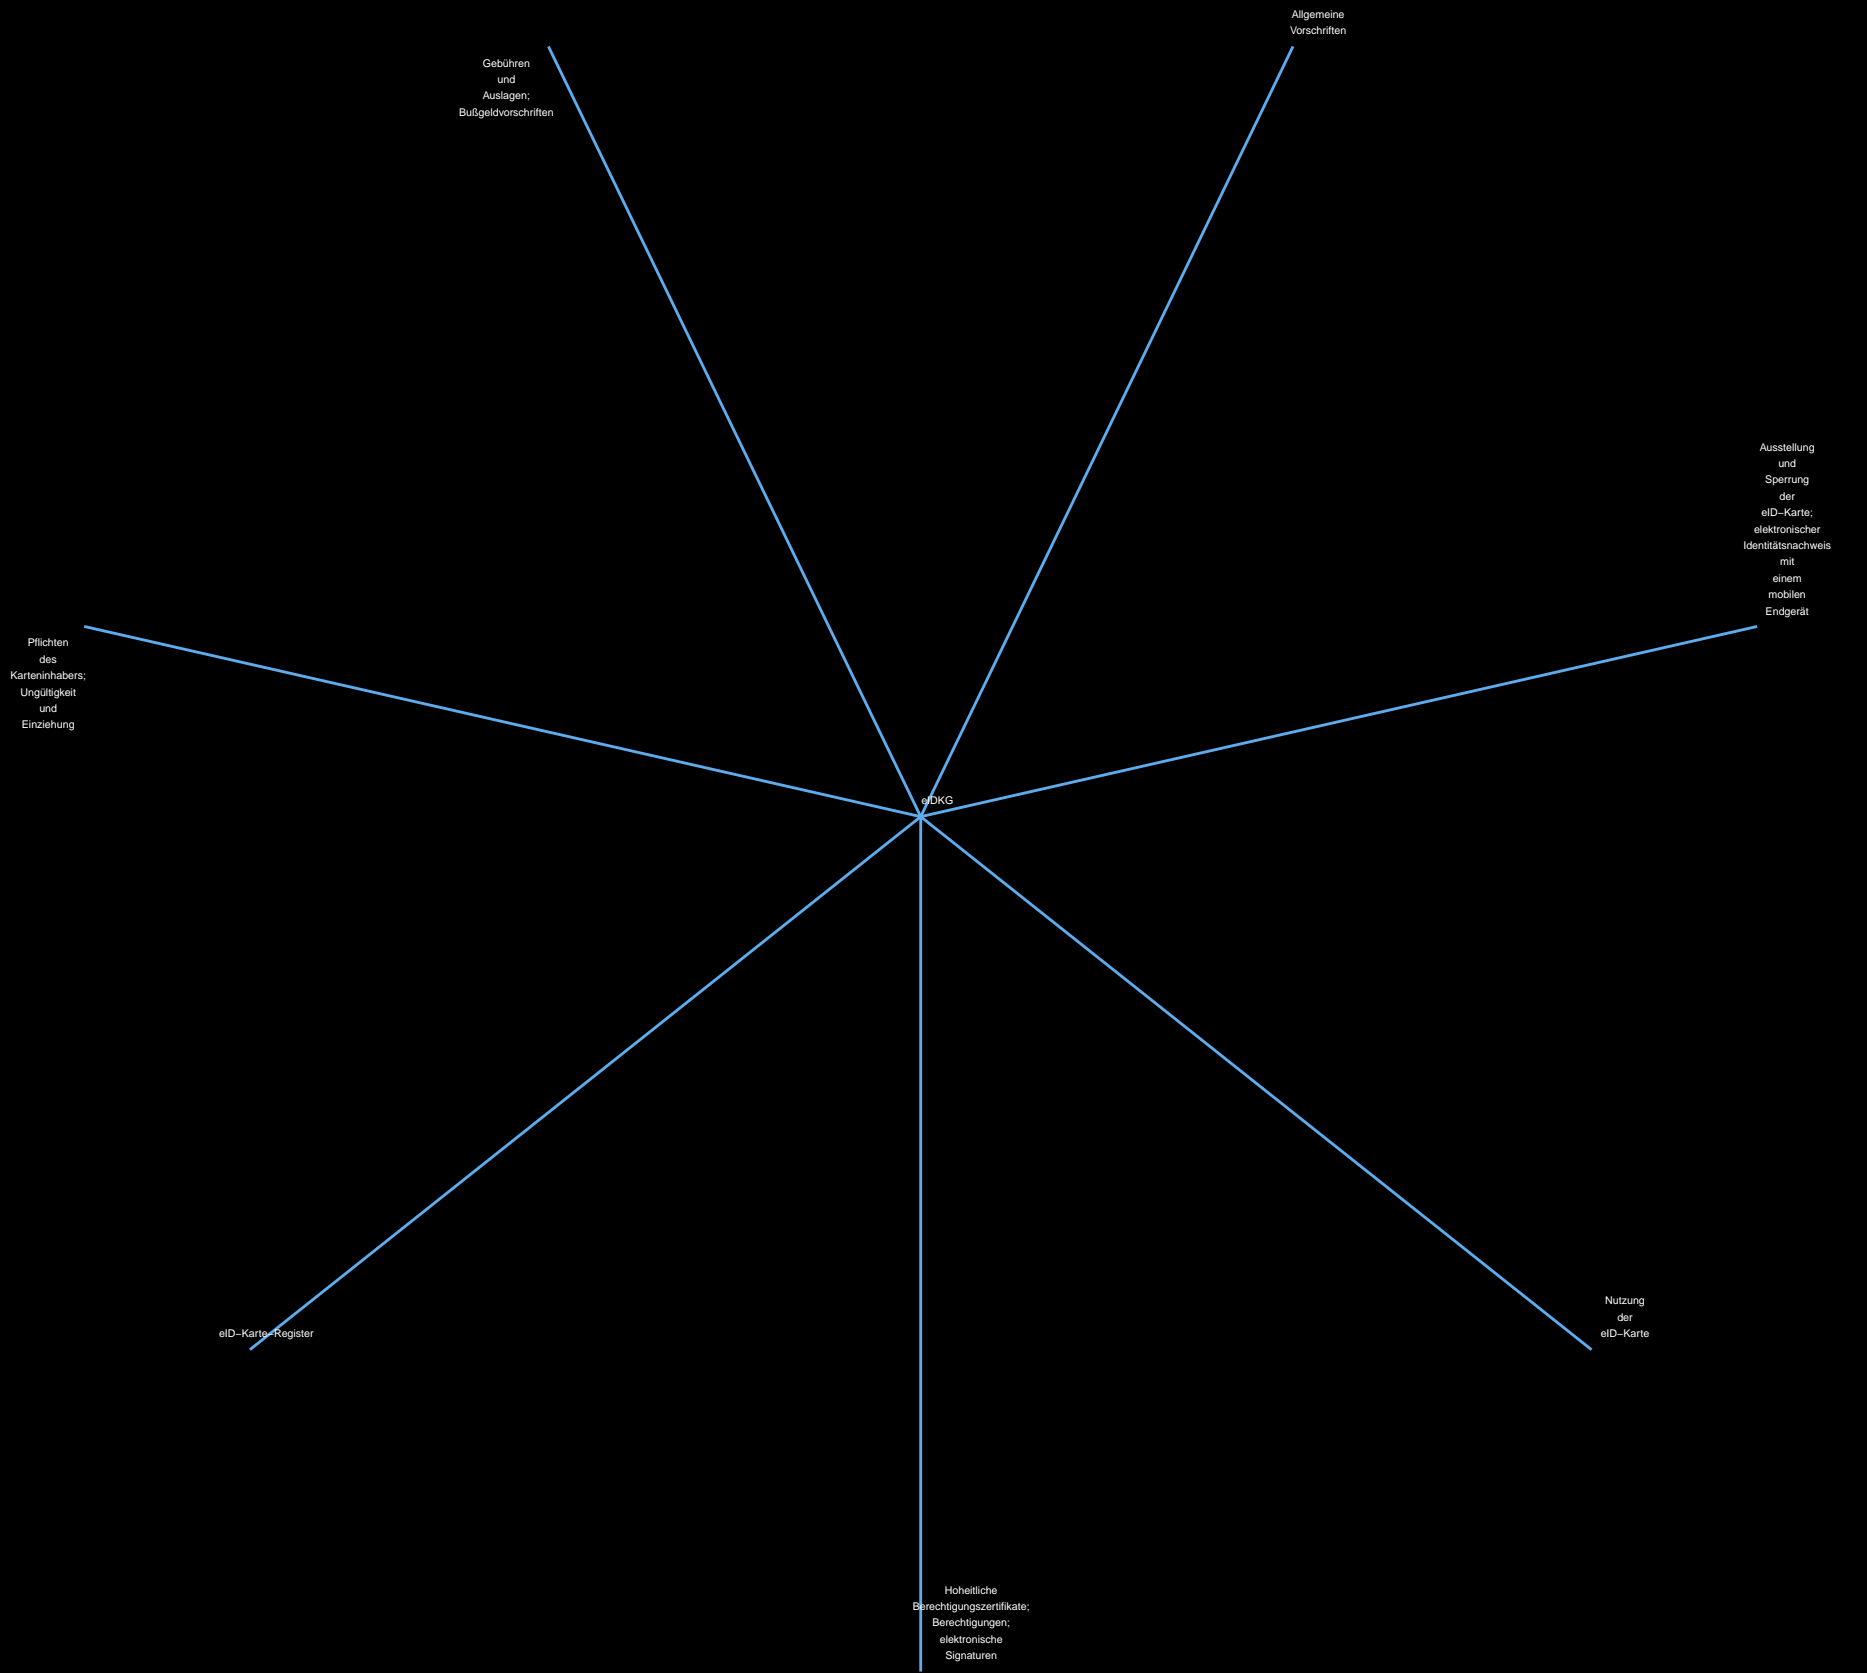 Allgemeine
Vorschriften
Gebühren
und
Auslagen;
Bußgeldvorschriften
Ausstellung
und
Sperrung
der
eID−Karte;
elektronischer
Identitätsnachweis
mit
einem
mobilen
Endgerät
Pflichten
des
Karteninhabers;
Ungültigkeit
und
Einziehung
eIDKG
Nutzung
der
eID−Karte
eID−Karte−Register
Hoheitliche
Berechtigungszertifikate;
Berechtigungen;
elektronische
Signaturen